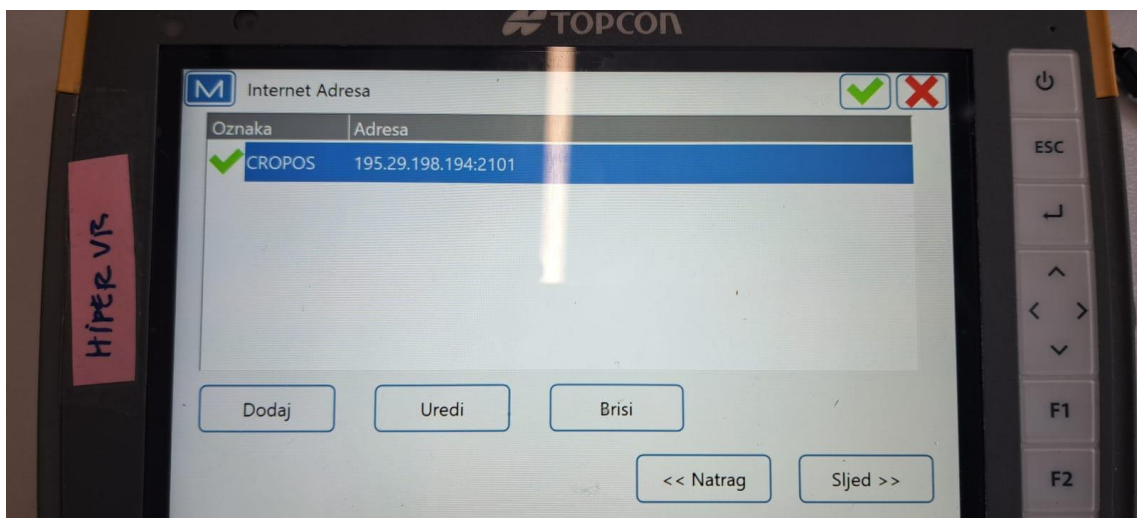 TOPCON
M Internet Adresa
Oznaka Adresa
CROPOS 195.29.198.194:2101
HiPER VR
Dodaj Uredi Brisi
<< Natrag Sljed >>
ESC
F1
F2